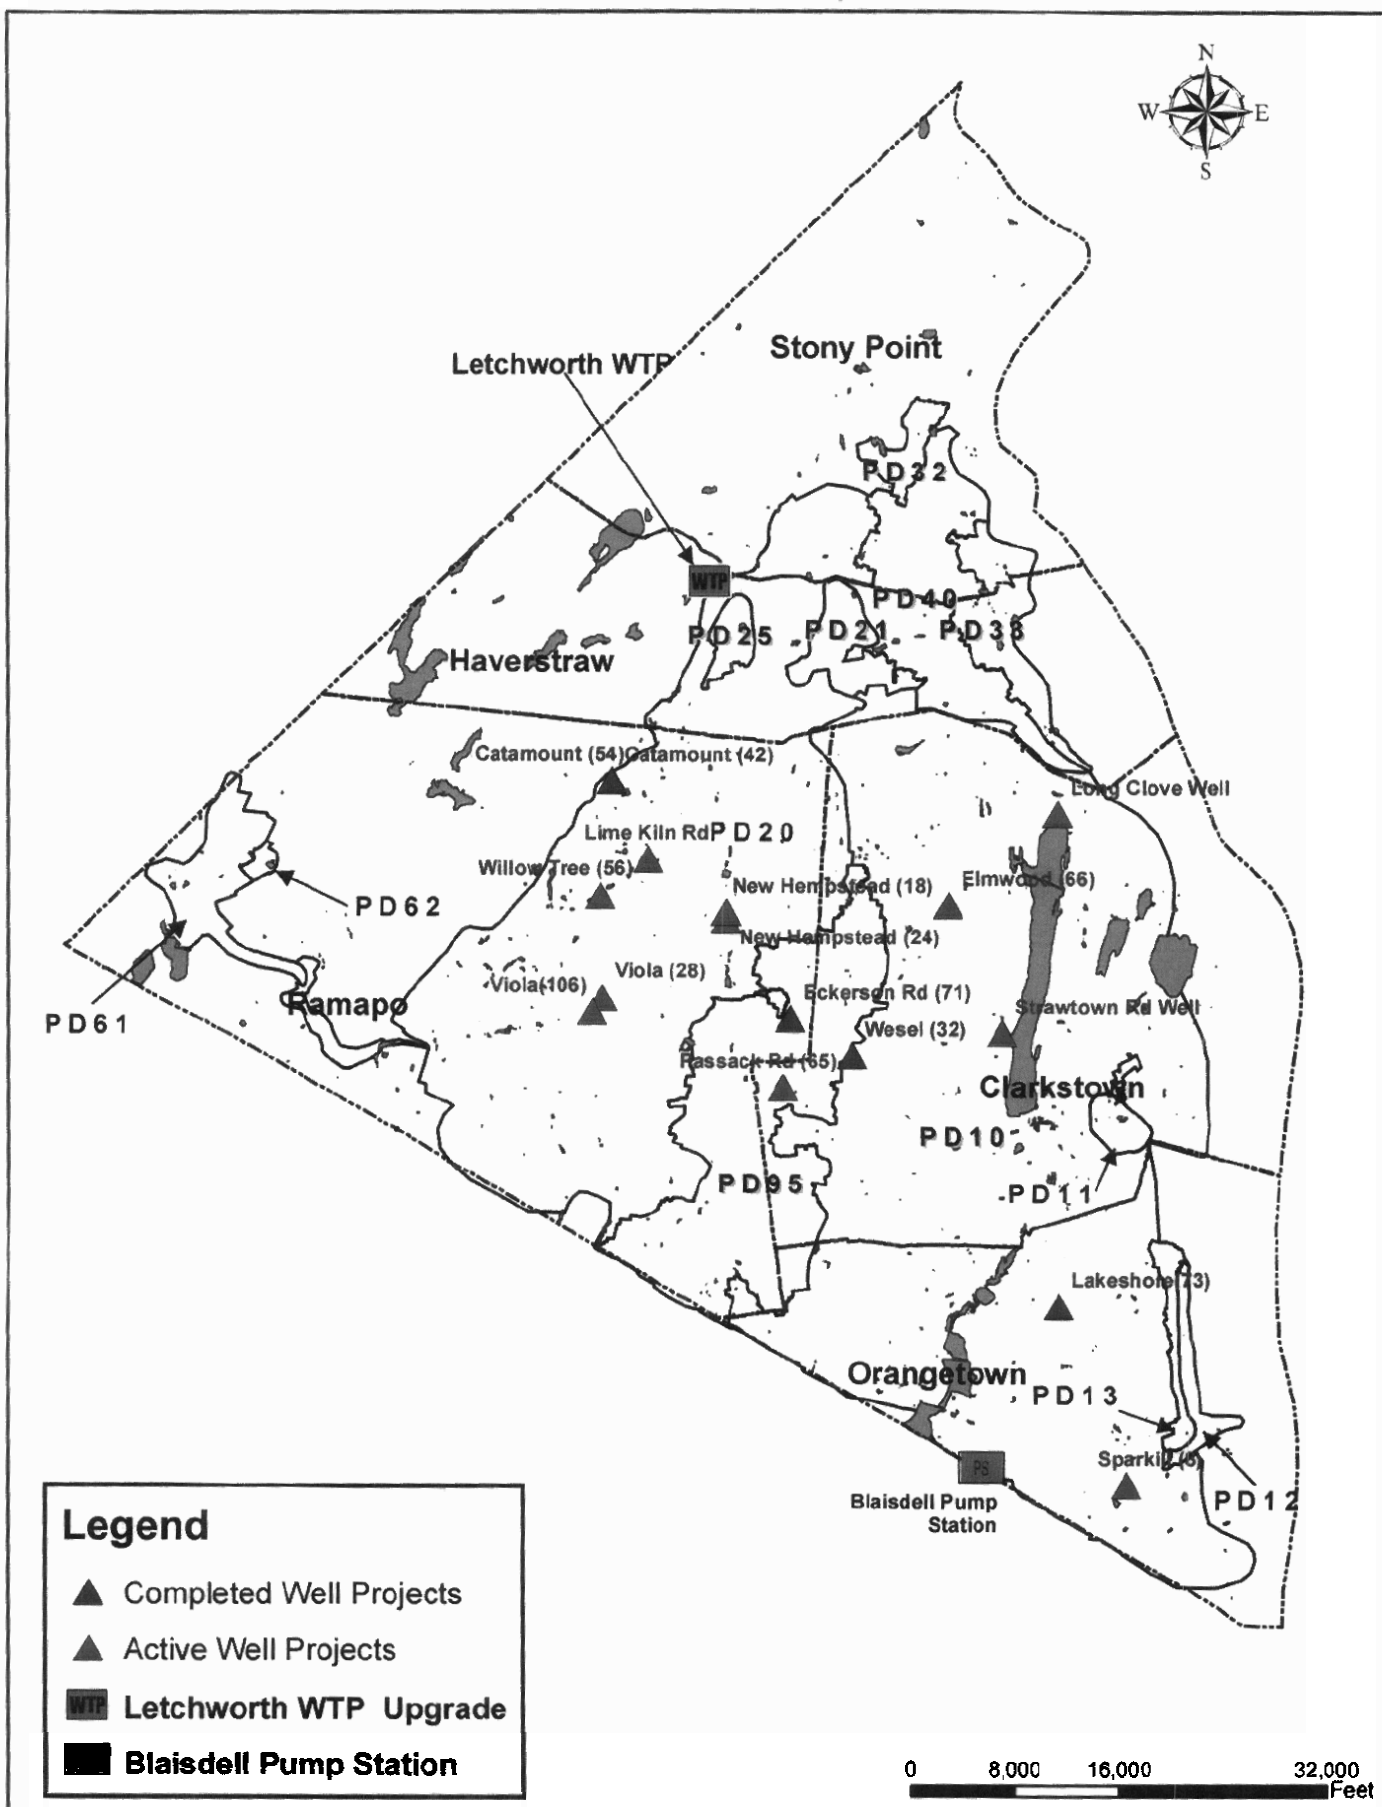 N
W E
S
Stony Point
Letchworth WTP
PD32
WTP
PD40
PD25 PD21 PD33
Haverstraw
Catamount (54) Catamount (42)
Long Clove Well
Lime Kiln Rd PD20
Willow Tree (56)
Elmwood (66)
New Hempstead (18)
PD62
New Hempstead (24)
Viola (28)
Viola(106)
Eckerson Rd (71)
Ramapo
Strawtown Rd Well
PD61
Wesel (32)
Passack Rd (65)
Clarkstown
PD10
PD95
PD11
Lakeshore(73)
Orangetown
PD13
Sparkill
PS
PD12
Blaisdell Pump
Station
Legend
Completed Well Projects
Active Well Projects
WTP Letchworth WTP Upgrade
Blaisdell Pump Station
0 8,000 16,000 32,000
Feet